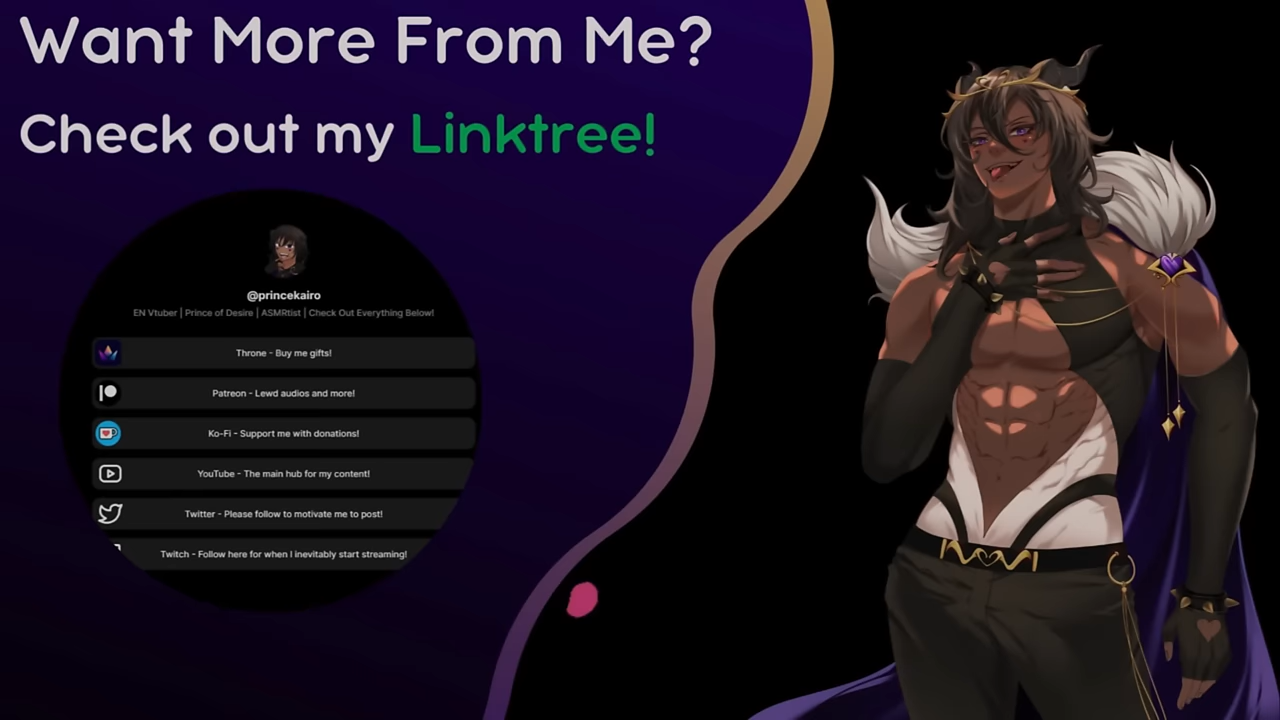 Want More From Me?
Check out my Linktree!
@princekairo
EN Vtuber | Prince of Desire | ASMRtist | Check Out Everything Below!
Throne - Buy me gifts!
Patreon - Lewd audios and more!
Ko-Fi - Support me with donations!
YouTube - The main hub for my content!
Twitter - Please follow to motivate me to post!
Twitch - Follow here for when I inevitably start streaming!